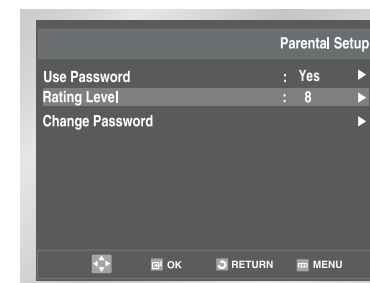 Parental Setup
Use Password : Yes ►
Rating Level : 8 ►
Change Password ►
OK RETURN MENU